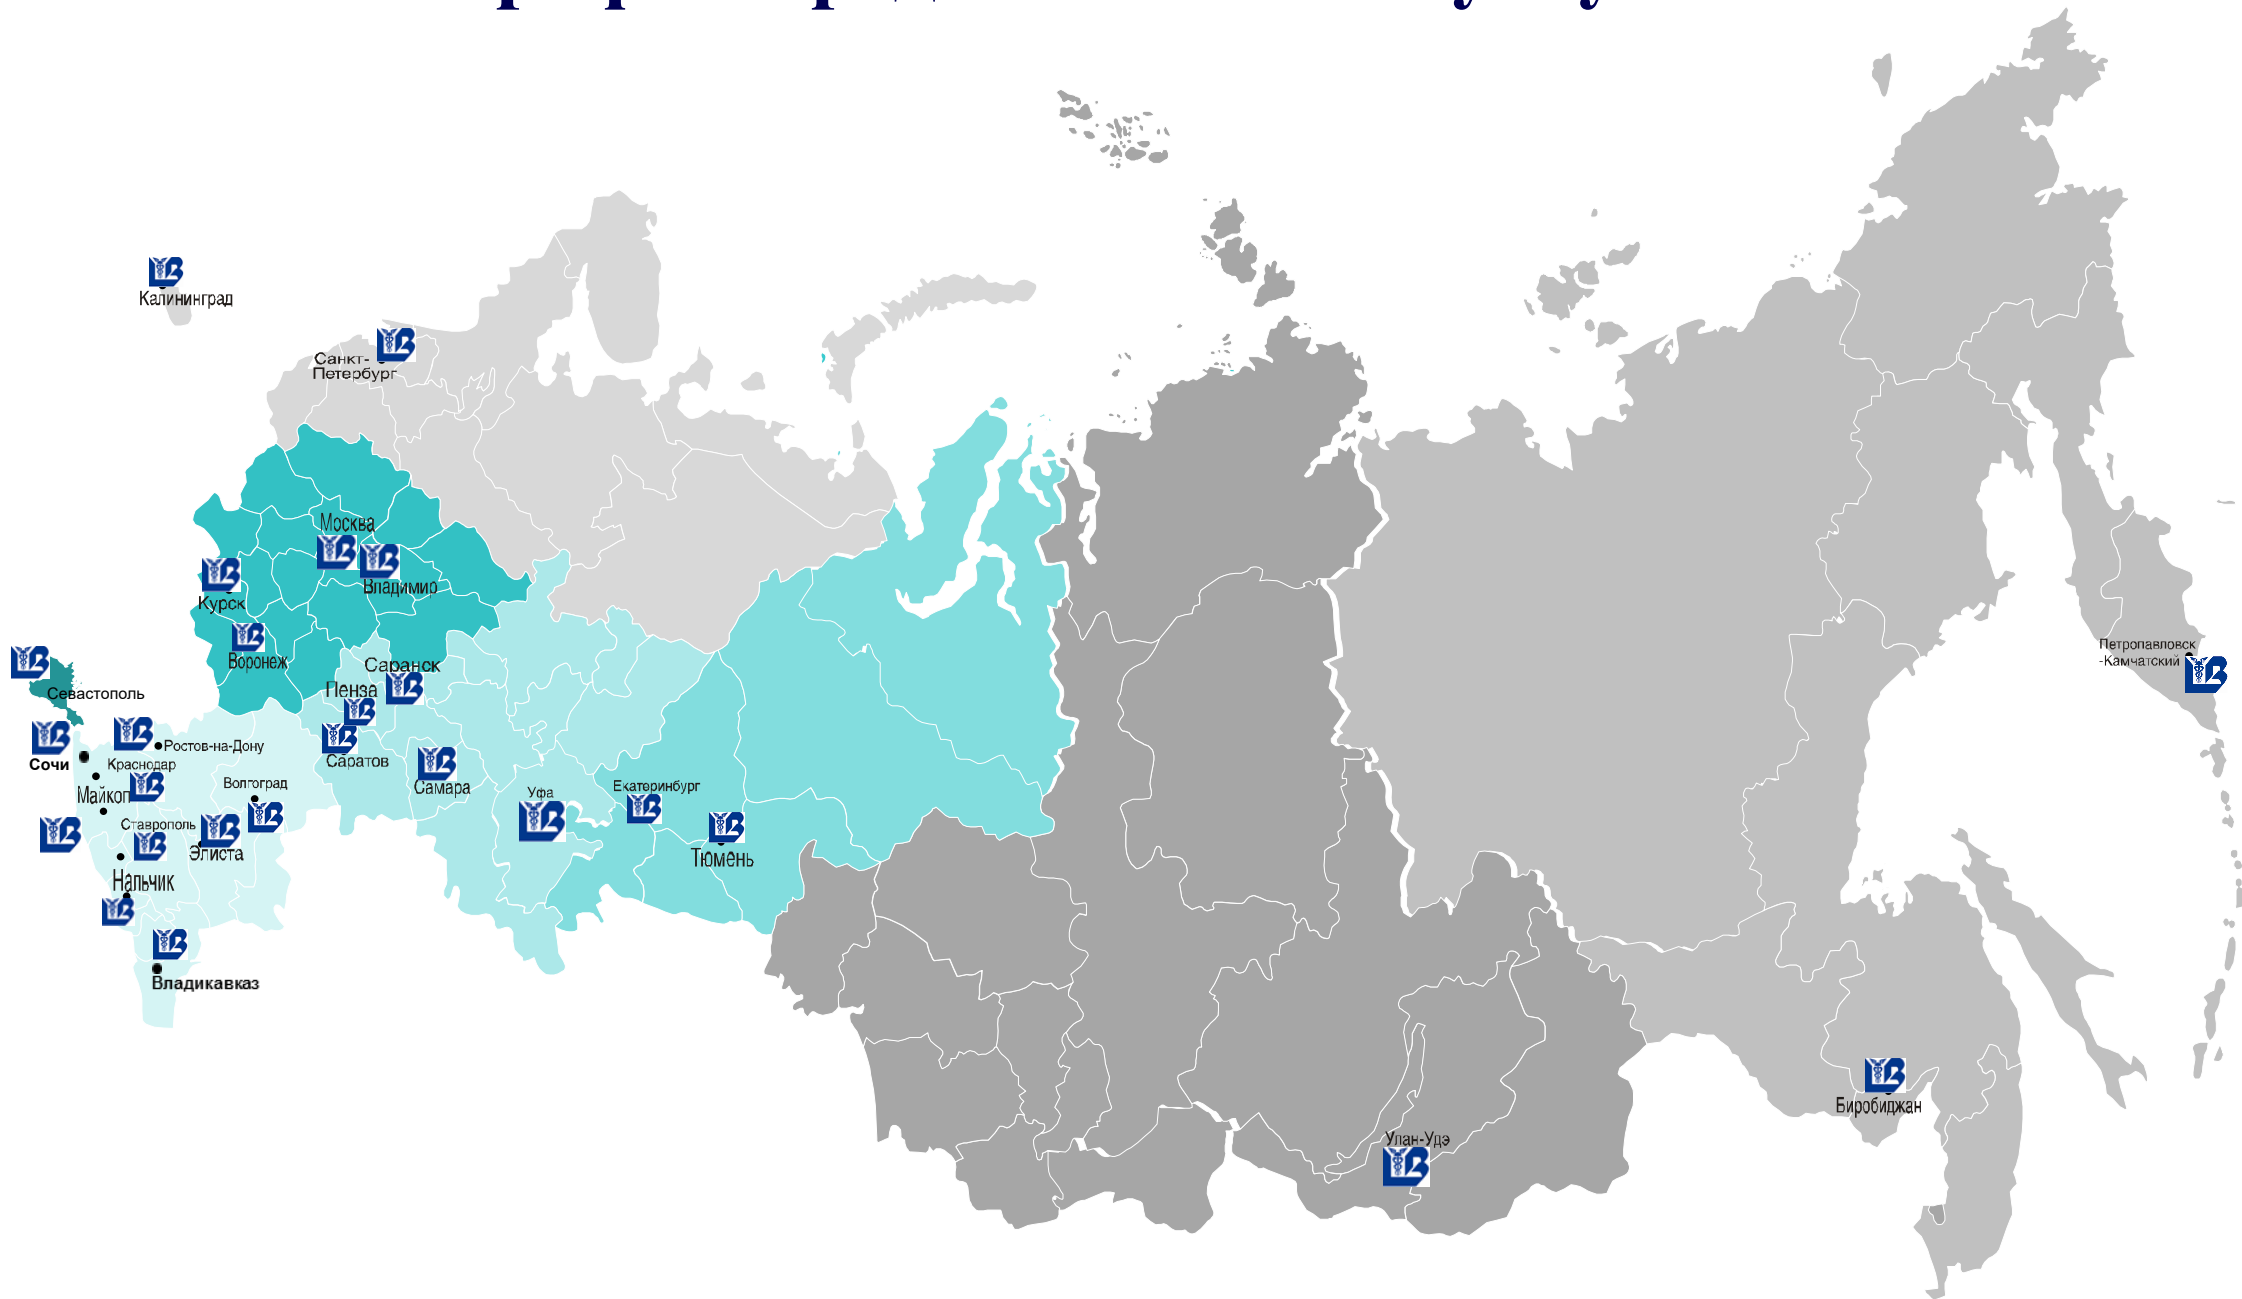 Калининград
Санкт-
Петербург
Москва
Владимир
Курск
Воронеж
Саранск
Пенза
Севастополь
Петропавловск
-Камчатский
Ростов-на-Дону
Сочи
Краснодар
Саратов
Волгоград
Самара
Екатеринбург
Майкоп
Уфа
Ставрополь
Элиста
Тюмень
Нальчик
Владикавказ
Биробиджан
Улан-Удэ